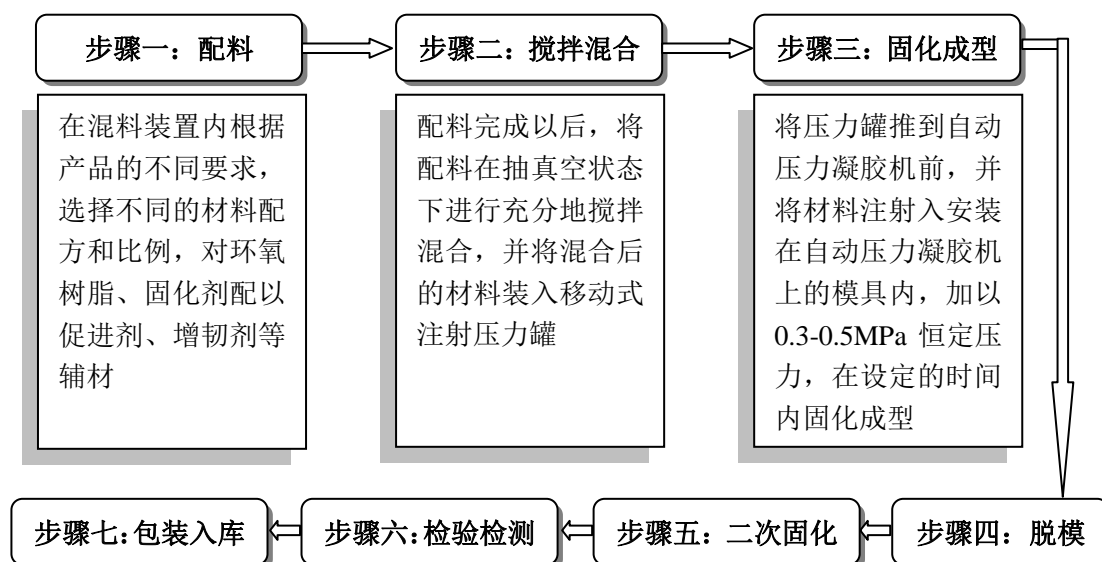 步骤一：配料
步骤二：搅拌混合
步骤三：固化成型
在混料装置内根据
产品的不同要求，
选择不同的材料配
方和比例，对环氧
树脂、固化剂配以
促进剂、增韧剂等
辅材
配料完成以后，将
配料在抽真空状态
下进行充分地搅拌
混合，并将混合后
的材料装入移动式
注射压力罐
将压力罐推到自动
压力凝胶机前，并
将材料注射入安装
在自动压力凝胶机
上的模具内，加以
0.3-0.5MPa 恒定压
力，在设定的时间
内固化成型
步骤四：脱模
步骤五：二次固化
步骤六：检验检测
步骤七：包装入库